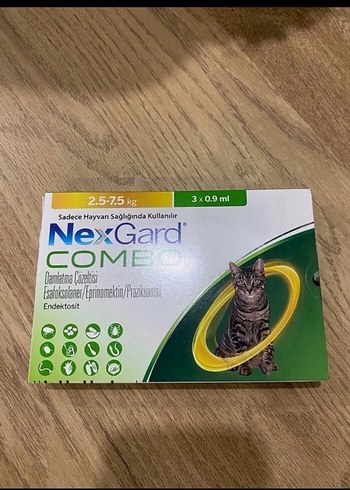 2.5-7.5 kg
3 x 0.9 ml
Sadece Hayvan Sağlığında Kullanılır
NexGard®
COMBO
Damlatma Çözeltisi
Esafoksolaner/Eprinomektin/Prazikuantel
Endektosit